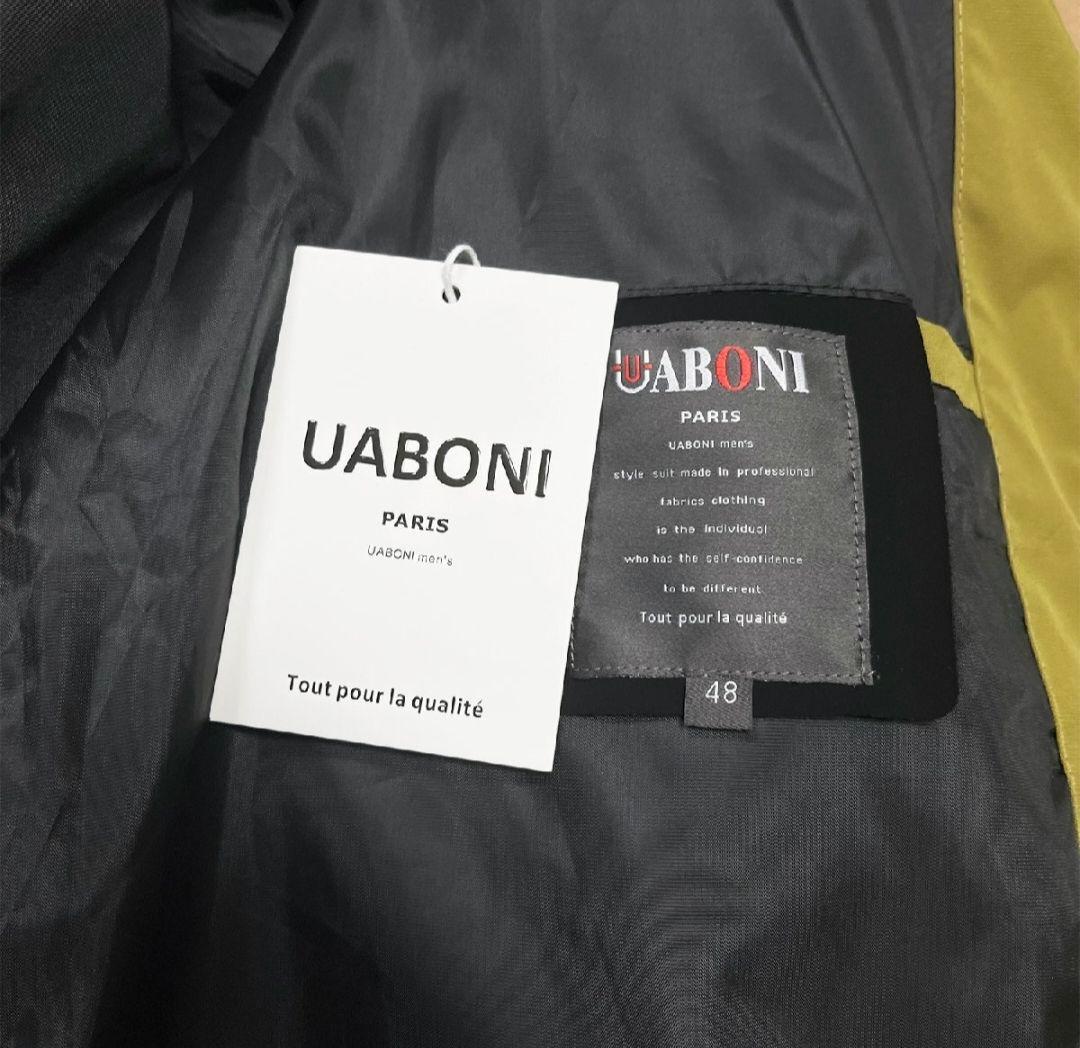 UABONI
PARIS
UABONI men's
Tout pour la qualité
UABONI
PARIS
UABONI men's
style suit made in professional
fabrics clothing
is the individual
who has the self-confidence
to be different
Tout pour la qualité
48